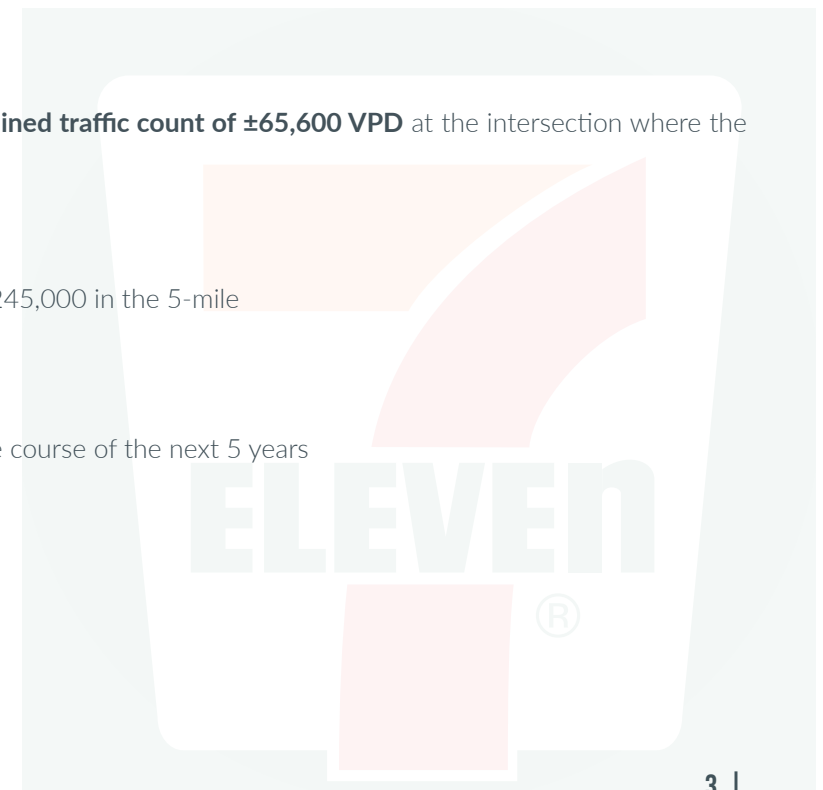 ined traffic count of ±65,600 VPD at the intersection where the
245,000 in the 5-mile
e course of the next 5 years
ELEVEn
®
3 |